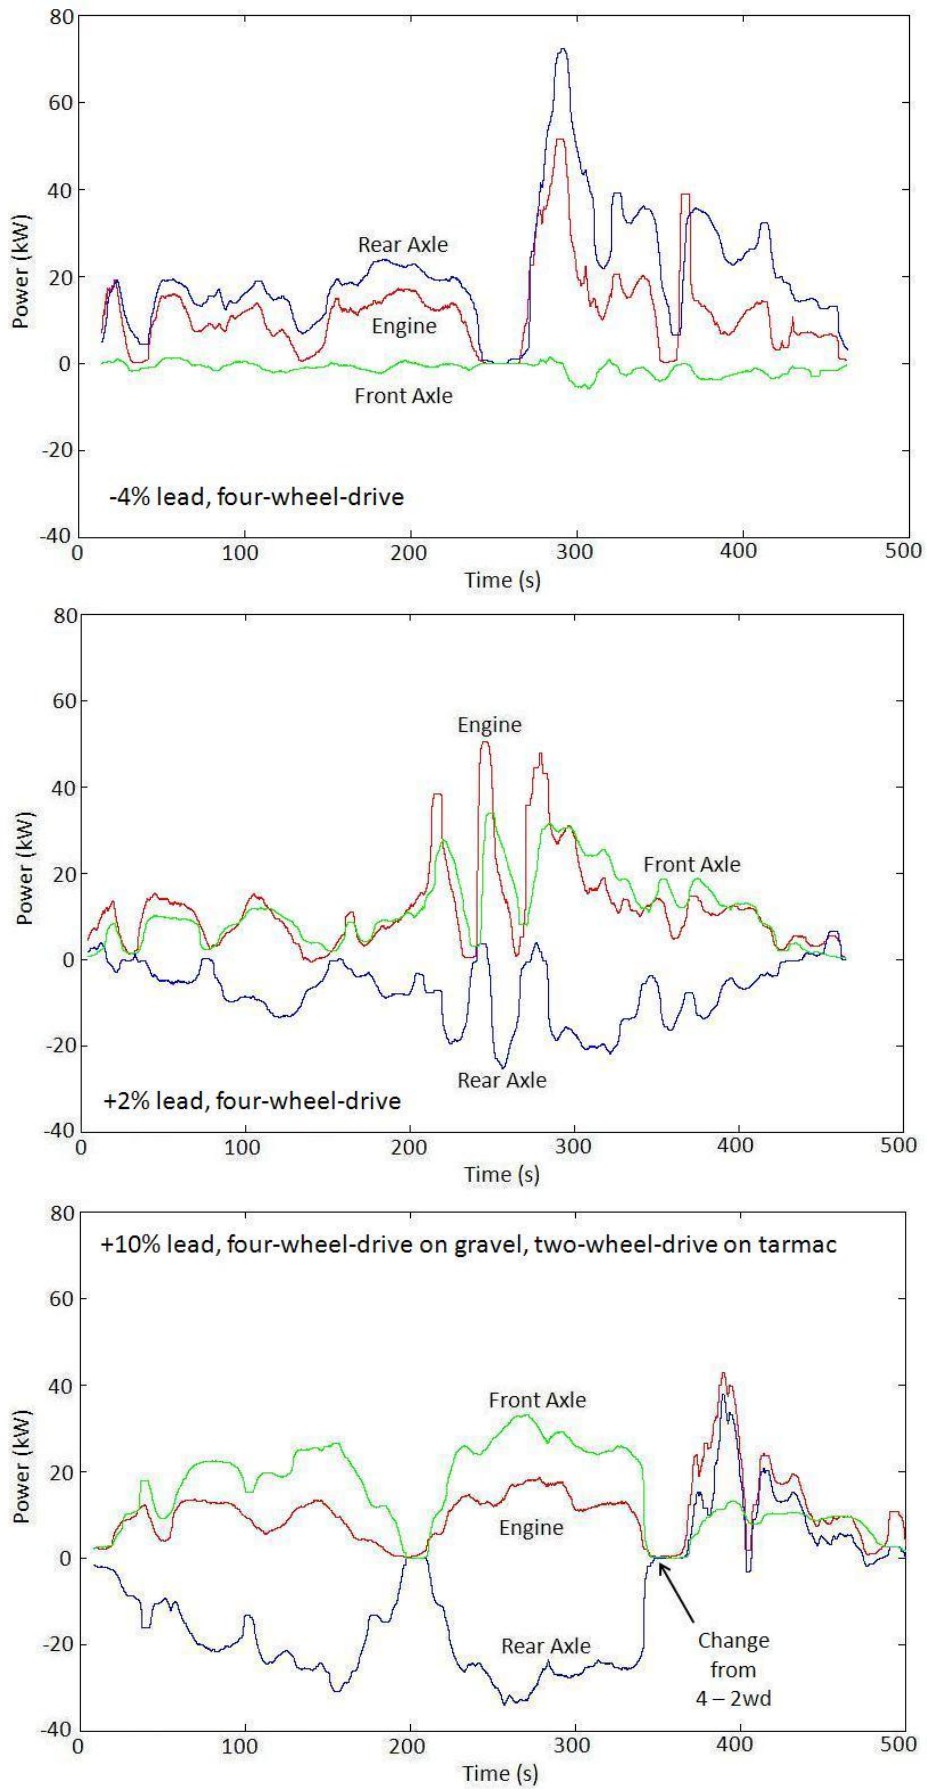 80
60
40
20
0
-20
-40
Power (kW)
Rear Axle
Engine
Front Axle
-4% lead, four-wheel-drive
0 100 200 300 400 500
Time (s)
80
60
40
20
0
-20
-40
Power (kW)
Engine
Front Axle
Rear Axle
+2% lead, four-wheel-drive
0 100 200 300 400 500
Time (s)
80
60
40
20
0
-20
-40
Power (kW)
+10% lead, four-wheel-drive on gravel, two-wheel-drive on tarmac
Front Axle
Engine
Rear Axle
Change
from
4 – 2wd
0 100 200 300 400 500
Time (s)